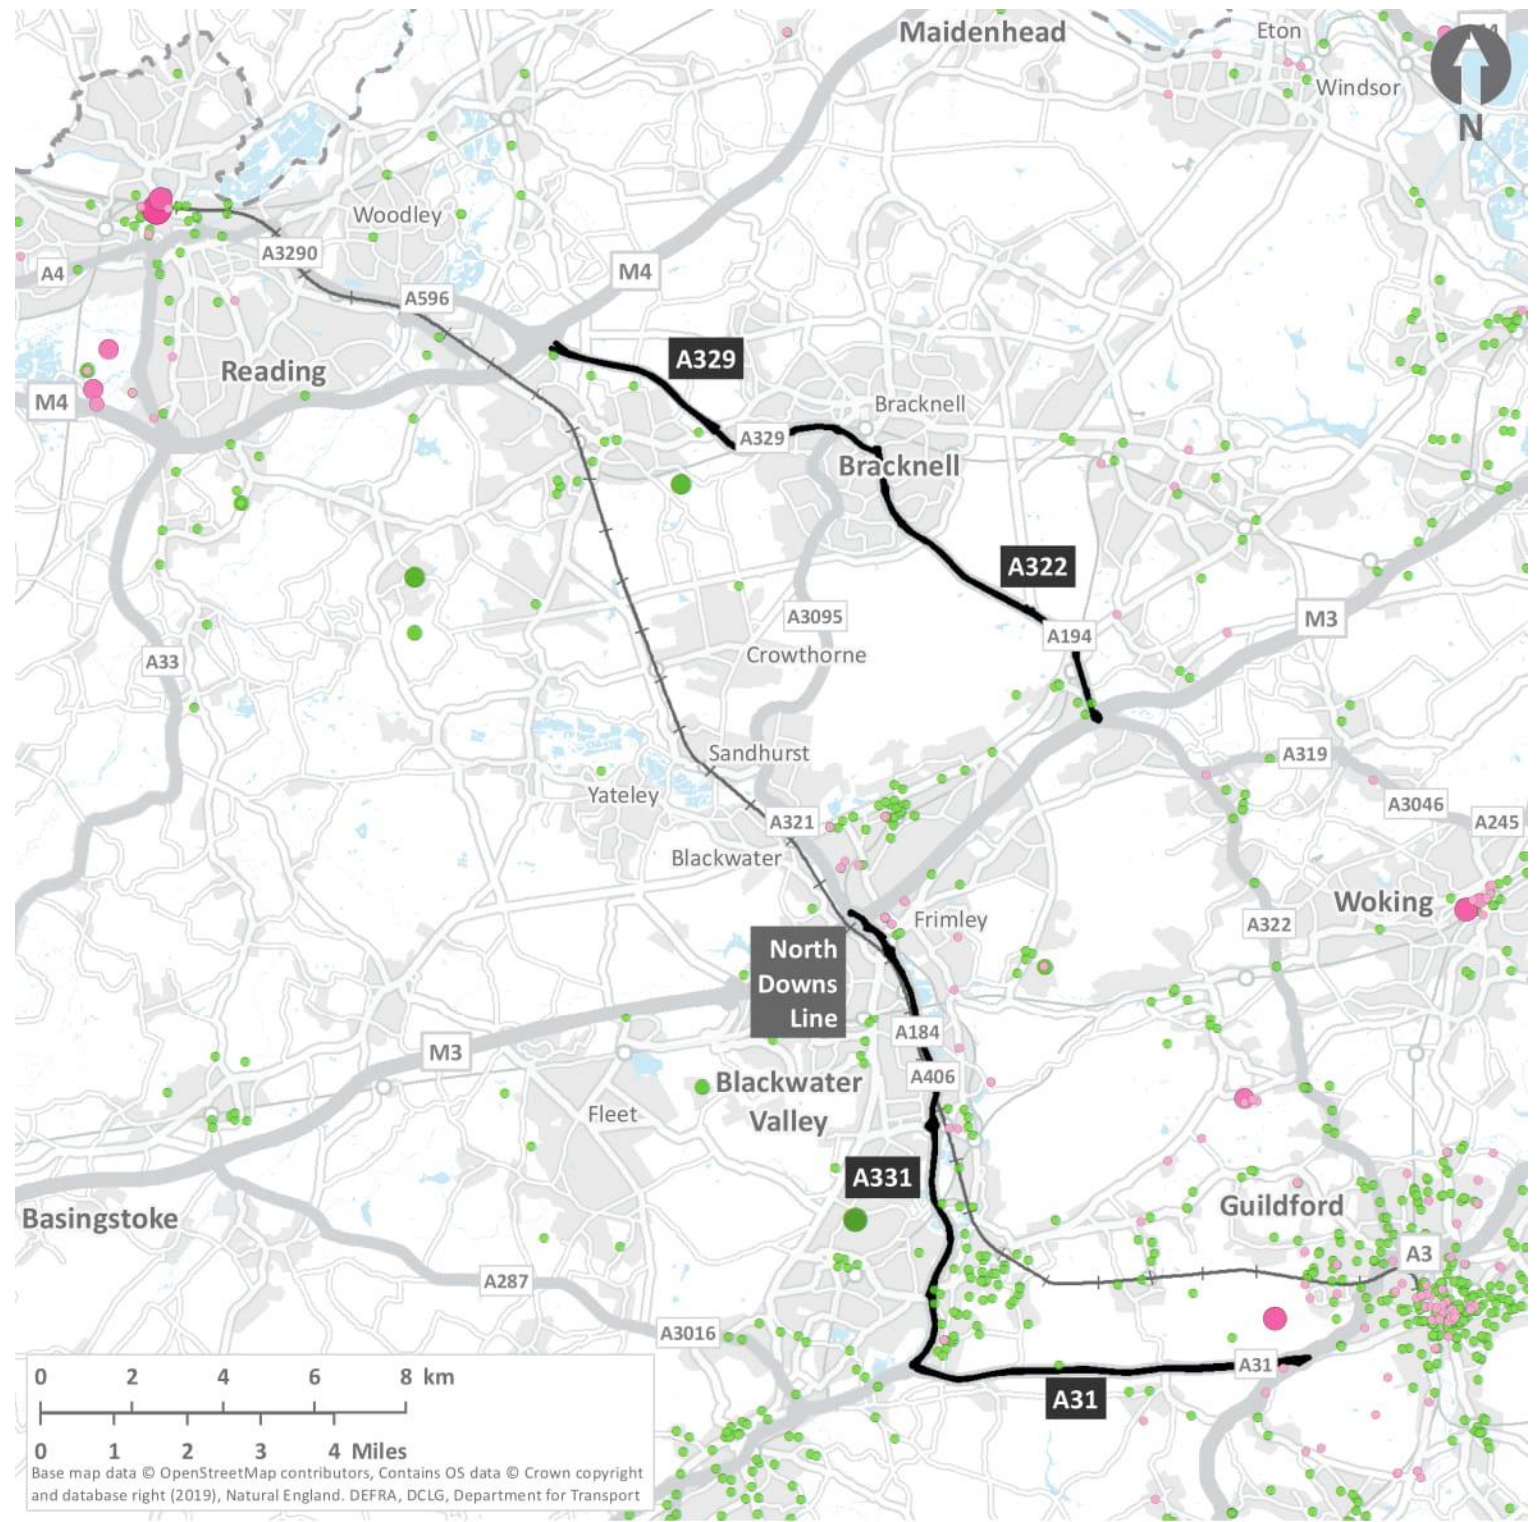 Maidenhead
Eton
Windsor
N
Woodley
A3290
M4
A4
A596
A329
Reading
M4
Bracknell
A329
Bracknell
A322
A3095
M3
A194
Crowthorne
A33
Sandhurst
A319
Yateley
A3046
A321
A245
Blackwater
Woking
Frimley
A322
North
Downs
Line
A184
M3
A406
Blackwater
Valley
Fleet
A331
Guildford
Basingstoke
A3
A287
A3016
A31
A31
0 2 4 6 8 km
0 1 2 3 4 Miles
Base map data © OpenStreetMap contributors, Contains OS data © Crown copyright
and database right (2019), Natural England. DEFRA, DCLG, Department for Transport